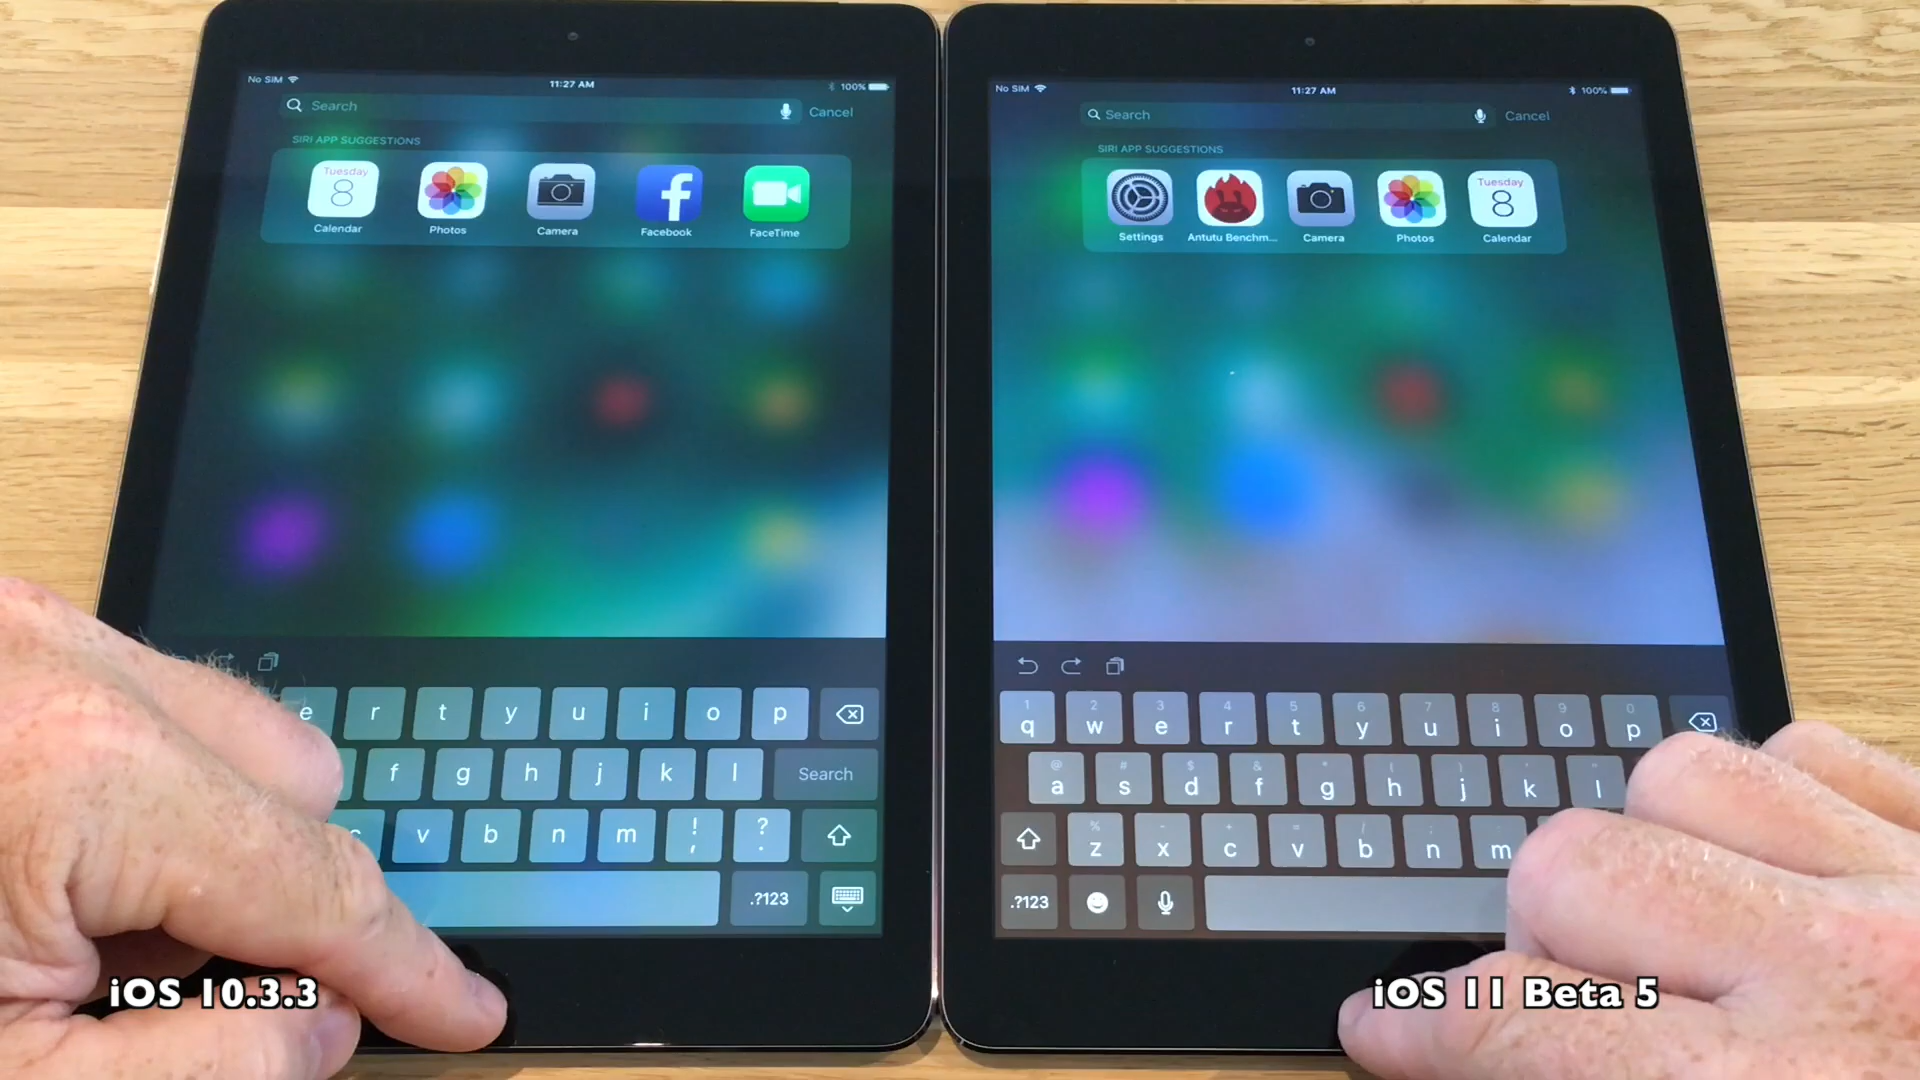 No SIM 11:27 AM 100%
Search Cancel
SIRI APP SUGGESTIONS
Tuesday
8
Calendar Photos Camera Facebook FaceTime
e r t y u i o p
f g h j k l Search
c v b n m ! , ? .
.?123
iOS 10.3.3
No SIM 11:27 AM 100%
Search Cancel
SIRI APP SUGGESTIONS
Tuesday
8
Settings Antutu Benchm... Camera Photos Calendar
1 2 3 4 5 6 7 8 9 0
q w e r t y u i o p
@ # $ & * ( ) '
a s d f g h j k l
% - + = / ;
z x c v b n m
.?123
iOS 11 Beta 5